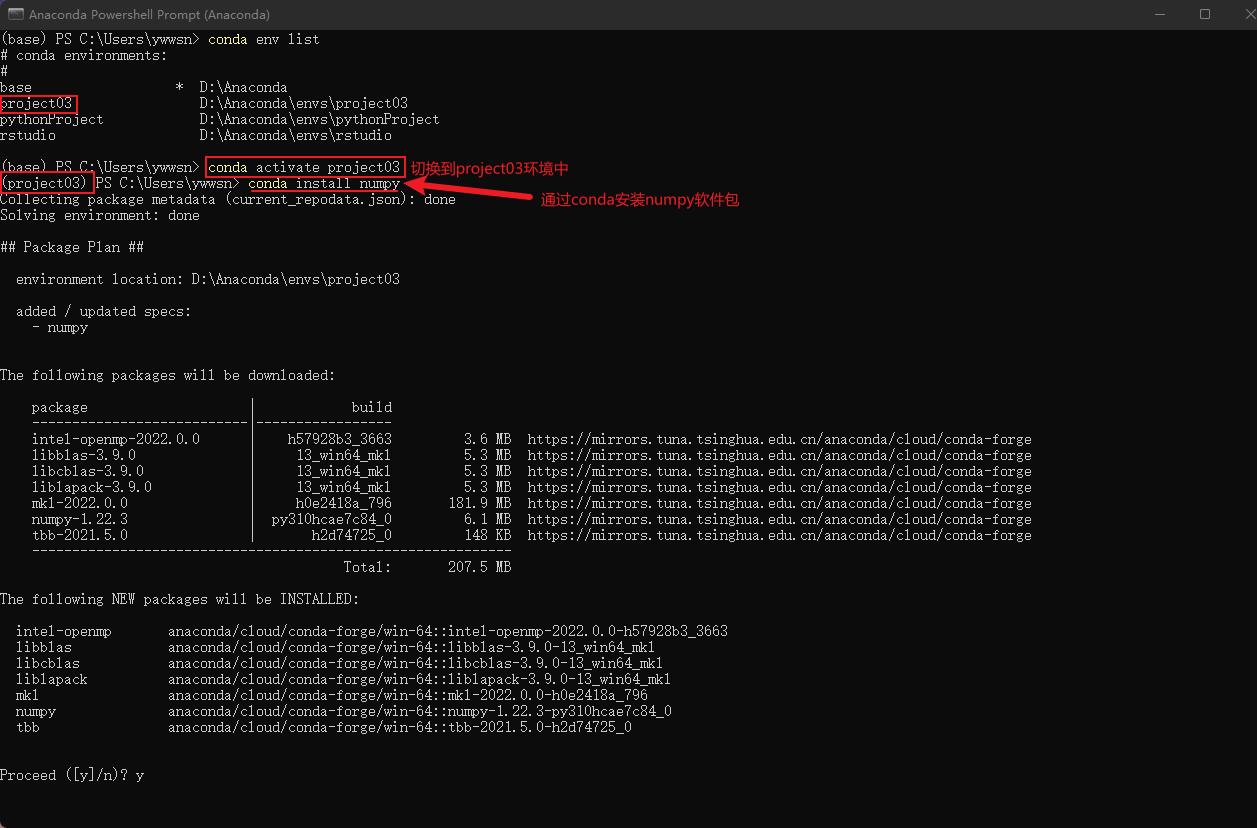 Anaconda Powershell Prompt (Anaconda)
(base) PS C:\Users\ywwsn> conda env list
# conda environments:
#
base                  *  D:\Anaconda
project03                D:\Anaconda\envs\project03
pythonProject            D:\Anaconda\envs\pythonProject
rstudio                  D:\Anaconda\envs\rstudio
(base) PS C:\Users\ywwsn> conda activate project03 切换到project03环境中
(project03) PS C:\Users\ywwsn> conda install numpy
通过conda安装numpy软件包
Collecting package metadata (current_repodata.json): done
Solving environment: done
## Package Plan ##
environment location: D:\Anaconda\envs\project03
added / updated specs:
- numpy
The following packages will be downloaded:
package                    |            build
---------------------------|-----------------
intel-openmp-2022.0.0      |    h57928b3_3663         3.6 MB  https://mirrors.tuna.tsinghua.edu.cn/anaconda/cloud/conda-forge
libblas-3.9.0              |     13_win64_mkl         5.3 MB  https://mirrors.tuna.tsinghua.edu.cn/anaconda/cloud/conda-forge
libcblas-3.9.0             |     13_win64_mkl         5.3 MB  https://mirrors.tuna.tsinghua.edu.cn/anaconda/cloud/conda-forge
liblapack-3.9.0            |     13_win64_mkl         5.3 MB  https://mirrors.tuna.tsinghua.edu.cn/anaconda/cloud/conda-forge
mkl-2022.0.0               |     h0e2418a_796       181.9 MB  https://mirrors.tuna.tsinghua.edu.cn/anaconda/cloud/conda-forge
numpy-1.22.3               |  py310hcae7c84_0         6.1 MB  https://mirrors.tuna.tsinghua.edu.cn/anaconda/cloud/conda-forge
tbb-2021.5.0               |       h2d74725_0         148 KB  https://mirrors.tuna.tsinghua.edu.cn/anaconda/cloud/conda-forge
------------------------------------------------------------
Total:       207.5 MB
The following NEW packages will be INSTALLED:
intel-openmp       anaconda/cloud/conda-forge/win-64::intel-openmp-2022.0.0-h57928b3_3663
libblas            anaconda/cloud/conda-forge/win-64::libblas-3.9.0-13_win64_mkl
libcblas           anaconda/cloud/conda-forge/win-64::libcblas-3.9.0-13_win64_mkl
liblapack          anaconda/cloud/conda-forge/win-64::liblapack-3.9.0-13_win64_mkl
mkl                anaconda/cloud/conda-forge/win-64::mkl-2022.0.0-h0e2418a_796
numpy              anaconda/cloud/conda-forge/win-64::numpy-1.22.3-py310hcae7c84_0
tbb                anaconda/cloud/conda-forge/win-64::tbb-2021.5.0-h2d74725_0
Proceed ([y]/n)? y